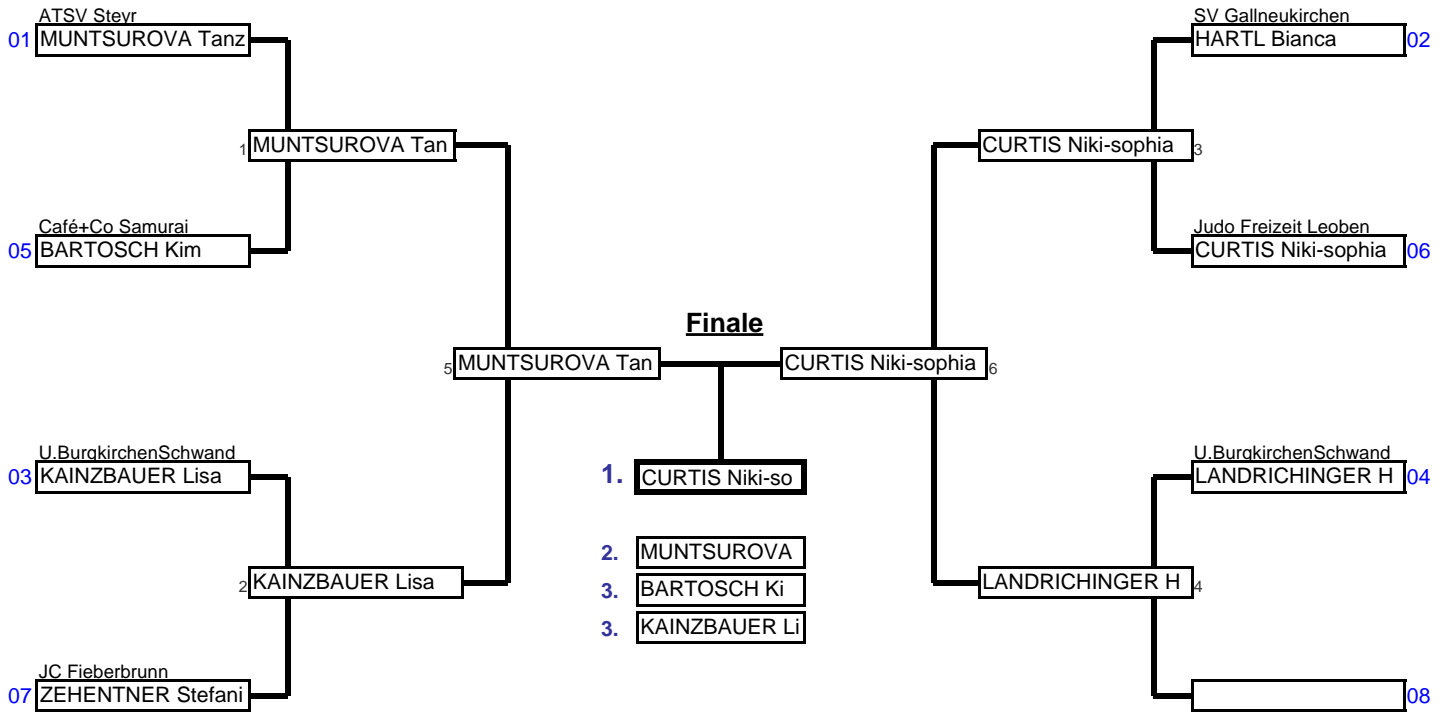 ATSV Steyr
01 MUNTSUROVA Tanz
SV Gallneukirchen
HARTL Bianca 02
1 MUNTSUROVA Tan
CURTIS Niki-sophia 3
Café+Co Samurai
05 BARTOSCH Kim
Judo Freizeit Leoben
CURTIS Niki-sophia 06
Finale
5 MUNTSUROVA Tan
CURTIS Niki-sophia 6
U.BurgkirchenSchwand
03 KAINZBAUER Lisa
1. CURTIS Niki-so
U.BurgkirchenSchwand
LANDRICHINGER H 04
2. MUNTSUROVA
2 KAINZBAUER Lisa
3. BARTOSCH Ki
LANDRICHINGER H 4
3. KAINZBAUER Li
JC Fieberbrunn
07 ZEHENTNER Stefani
08